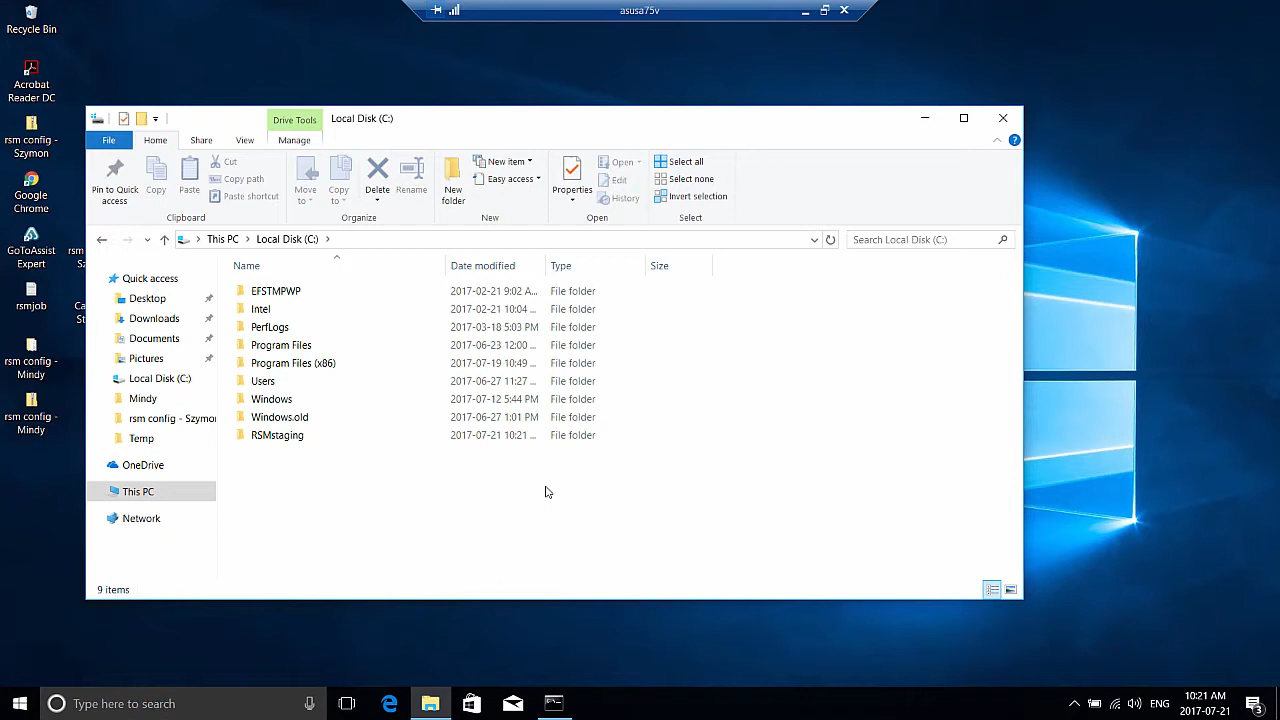 asusa75v
Recycle Bin
Acrobat
Reader DC
rsm config -
Szymon
Google
Chrome
GoToAssist
Expert
rsmjob
rsm config -
Mindy
rsm config -
Mindy
Drive Tools
Local Disk (C:)
File
Home
Share
View
Manage
Pin to Quick
access
Copy
Paste
Cut
Copy path
Paste shortcut
Clipboard
Move
to
Copy
to
Delete
Rename
Organize
New
folder
New item
Easy access
New
Properties
Open
Edit
History
Open
Select all
Select none
Invert selection
Select
This PC
Local Disk (C:)
Search Local Disk (C:)
Quick access
Desktop
Downloads
Documents
Pictures
Local Disk (C:)
Mindy
rsm config - Szymon
Temp
OneDrive
This PC
Network
Name Date modified Type Size
EFSTMPWP 2017-02-21 9:02 A... File folder
Intel 2017-02-21 10:04 ... File folder
PerfLogs 2017-03-18 5:03 PM File folder
Program Files 2017-06-23 12:00 ... File folder
Program Files (x86) 2017-07-19 10:49 ... File folder
Users 2017-06-27 11:27 ... File folder
Windows 2017-07-12 5:44 PM File folder
Windows.old 2017-06-27 1:01 PM File folder
RSMstaging 2017-07-21 10:21 ... File folder
9 items
Type here to search
ENG
10:21 AM
2017-07-21
3